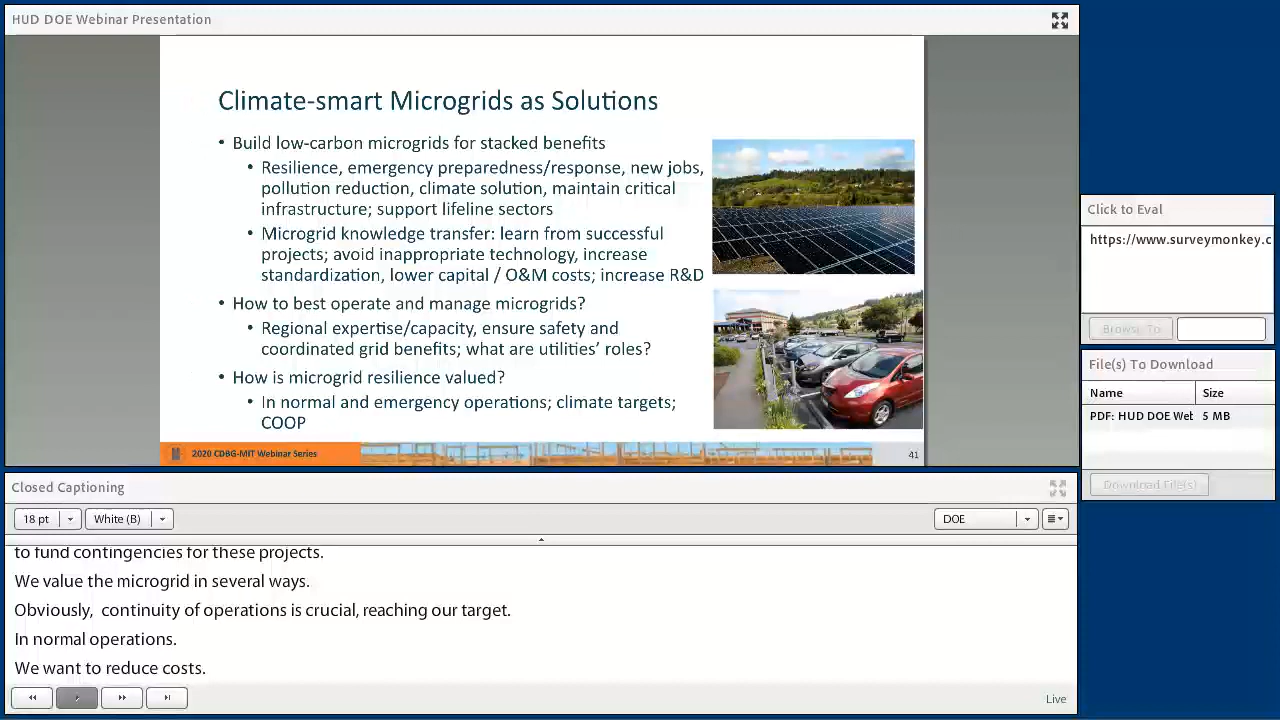 HUD DOE Webinar Presentation
Climate-smart Microgrids as Solutions
• Build low-carbon microgrids for stacked benefits
• Resilience, emergency preparedness/response, new jobs,
pollution reduction, climate solution, maintain critical
infrastructure; support lifeline sectors
• Microgrid knowledge transfer: learn from successful
projects; avoid inappropriate technology, increase
standardization, lower capital / O&M costs; increase R&D
• How to best operate and manage microgrids?
• Regional expertise/capacity, ensure safety and
coordinated grid benefits; what are utilities’ roles?
• How is microgrid resilience valued?
• In normal and emergency operations; climate targets;
COOP
2020 CDBG-MIT Webinar Series
41
Click to Eval
https://www.surveymonkey.c
Browse To
File(s) To Download
Name Size
PDF: HUD DOE Wet 5 MB
Download File(s)
Closed Captioning
18 pt White (B) DOE
to fund contingencies for these projects.
We value the microgrid in several ways.
Obviously, continuity of operations is crucial, reaching our target.
In normal operations.
We want to reduce costs.
Live